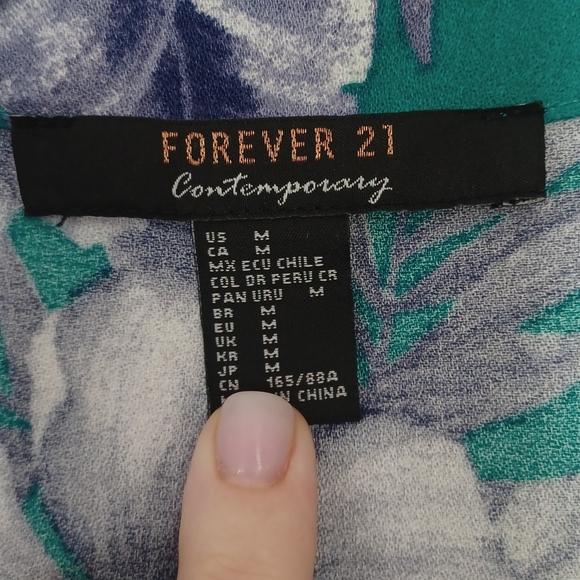 FOREVER 21
Contemporary
US M
CA M
MX ECU CHILE
COL DR PERU CR
PAN URU M
BR M
EU M
UK M
KR M
JP M
CN 165/88A
IN CHINA